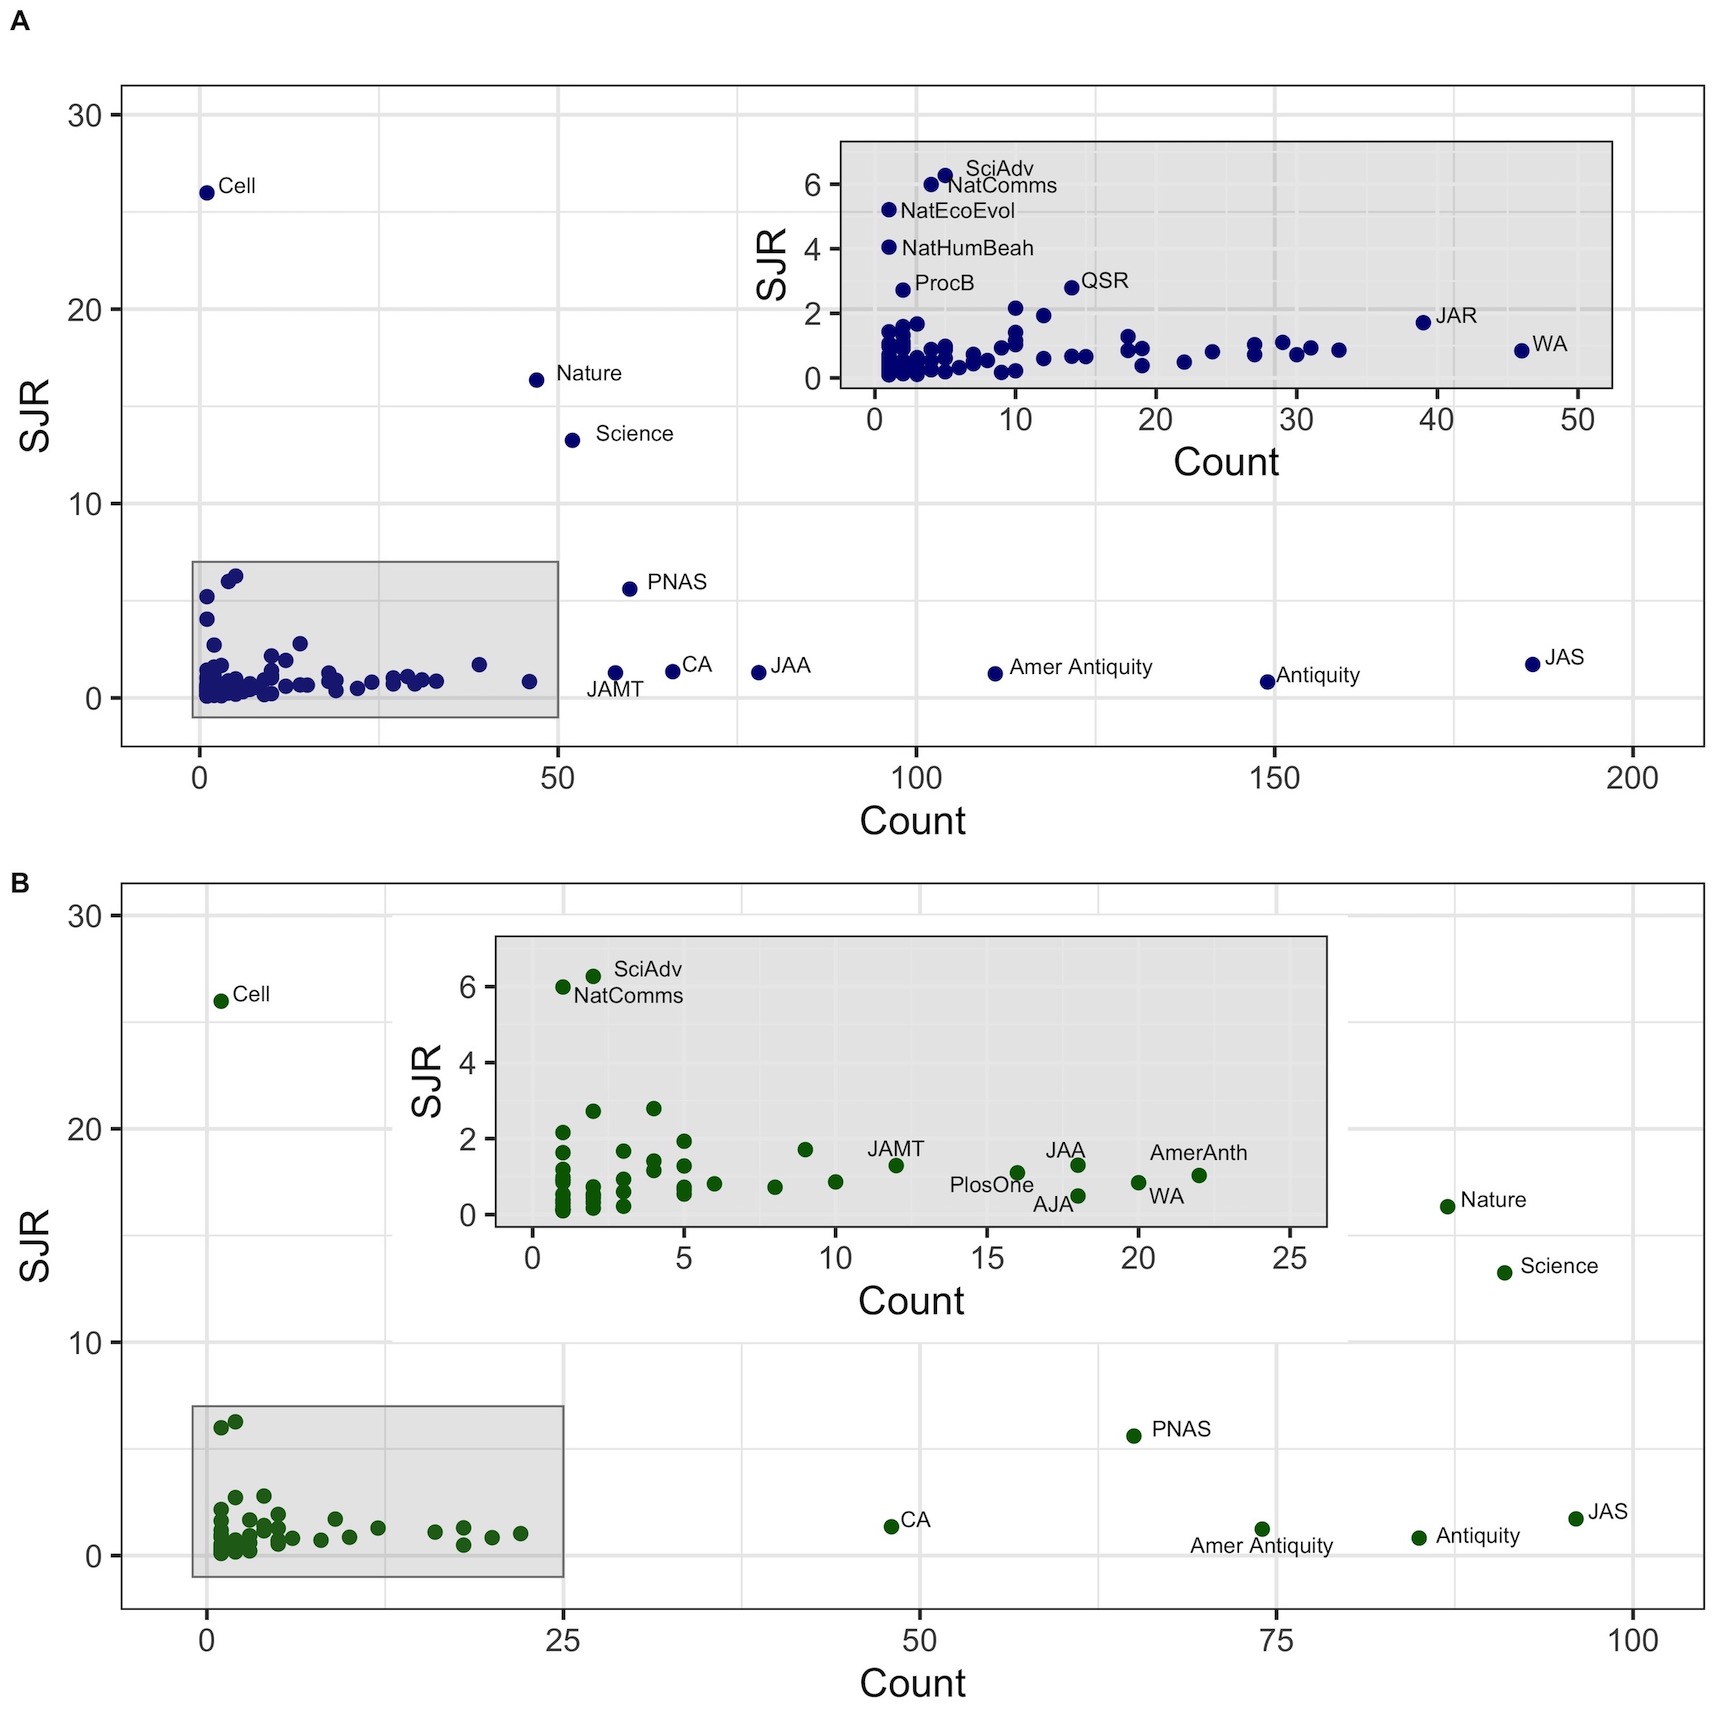 A
30
Cell
SciAdv
6
NatComms
NatEcoEvol
SJR
4
NatHumBeah
ProcB
QSR
20
2
JAR
WA
0
Nature
0 10 20 30 40 50
SJR
Science
Count
10
PNAS
CA
JAA
Amer Antiquity
JAS
0
JAMT
Antiquity
0 50 100 150 200
Count
B
30
SciAdv
Cell
6
NatComms
SJR
4
20
2
JAMT
JAA
AmerAnth
PlosOne
AJA
WA
Nature
0
SJR
0 5 10 15 20 25
Science
Count
10
PNAS
CA
JAS
0
Amer Antiquity
Antiquity
0 25 50 75 100
Count